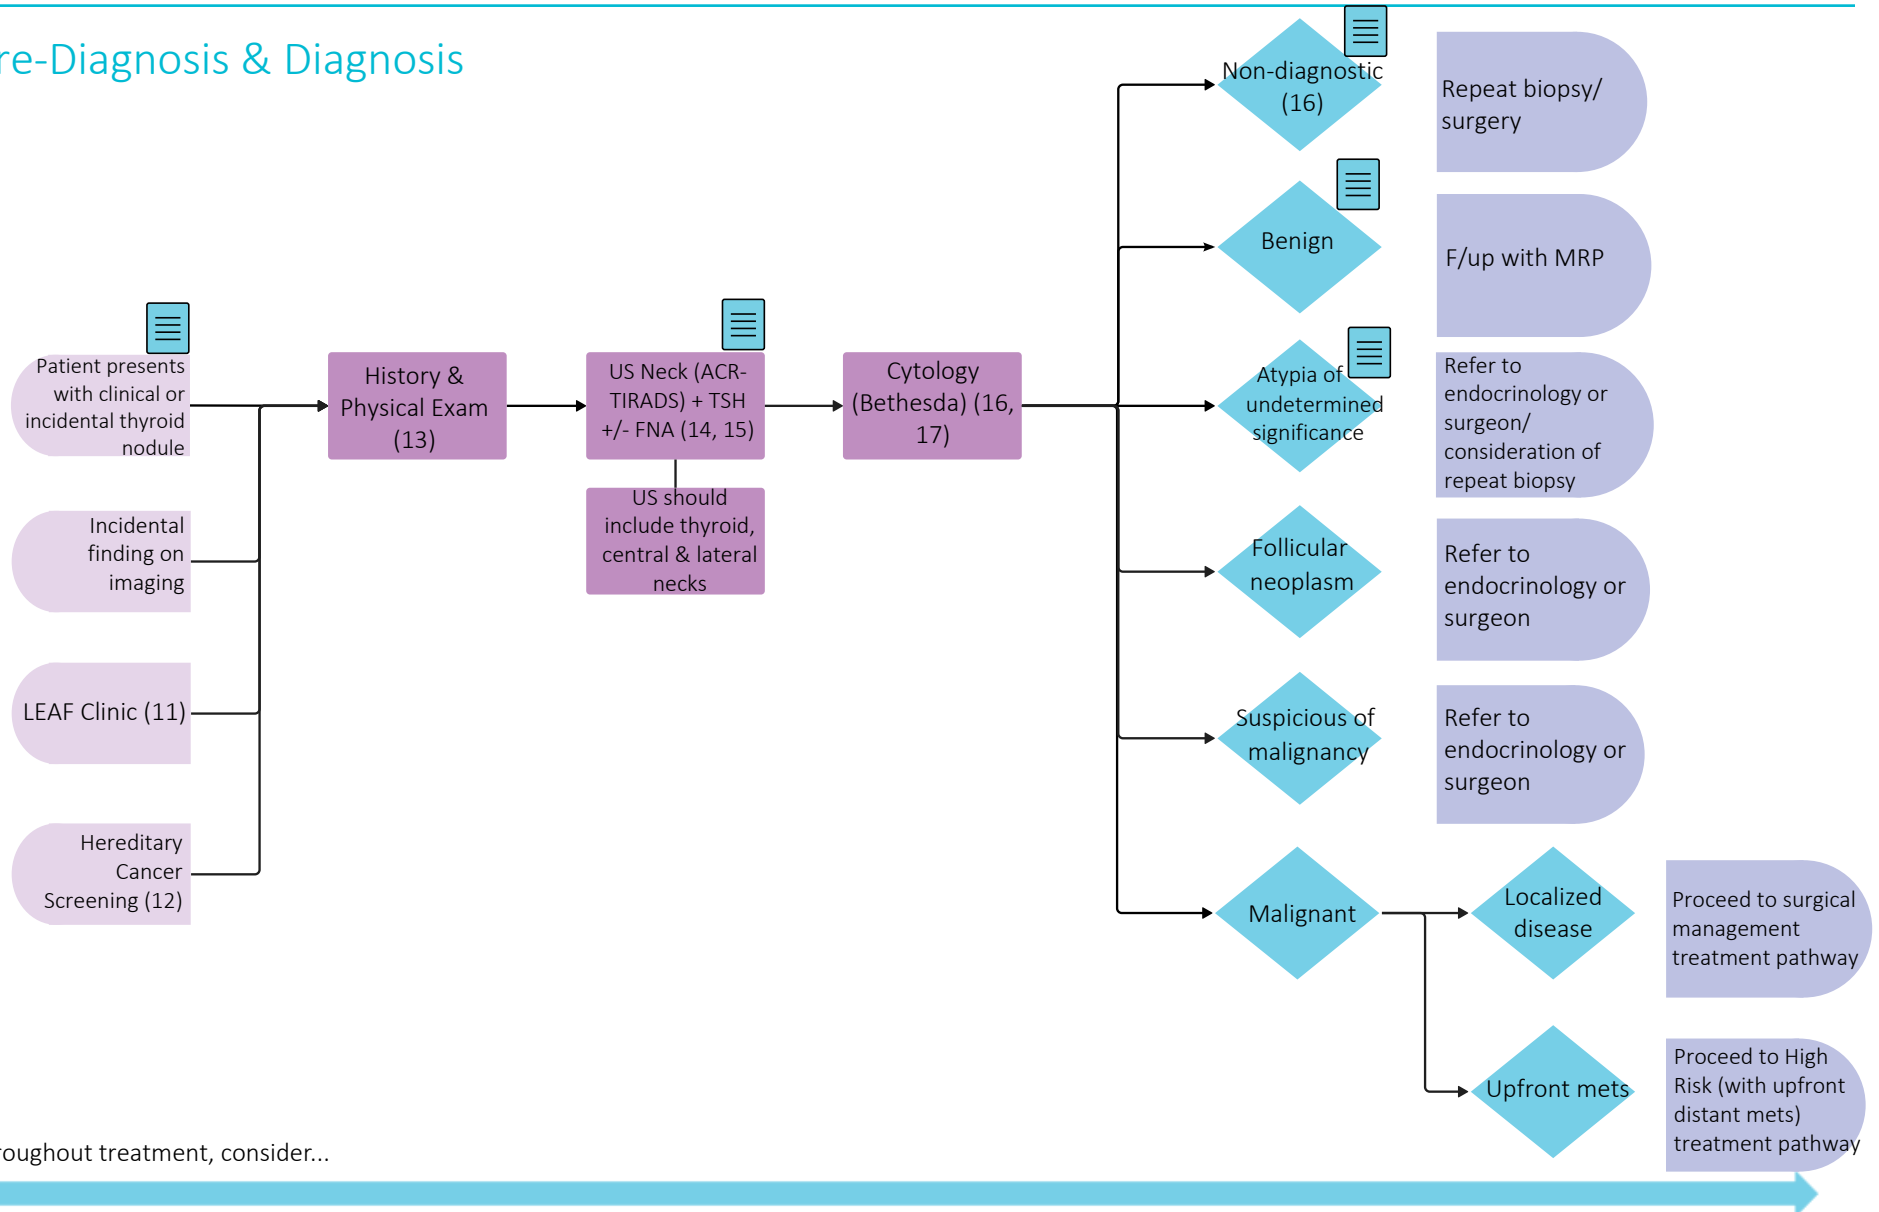 re-Diagnosis & Diagnosis
Patient presents
with clinical or
incidental thyroid
nodule
Incidental
finding on
imaging
LEAF Clinic (11)
Hereditary
Cancer
Screening (12)
History &
Physical Exam
(13)
US Neck (ACR-
TIRADS) + TSH
+/- FNA (14, 15)
US should
include thyroid,
central & lateral
necks
Cytology
(Bethesda) (16,
17)
Non-diagnostic
(16)
Repeat biopsy/
surgery
Benign
F/up with MRP
Atypia of
undetermined
significance
Refer to
endocrinology or
surgeon/
consideration of
repeat biopsy
Follicular
neoplasm
Refer to
endocrinology or
surgeon
Suspicious of
malignancy
Refer to
endocrinology or
surgeon
Malignant
Localized
disease
Proceed to surgical
management
treatment pathway
Upfront mets
Proceed to High
Risk (with upfront
distant mets)
treatment pathway
roughout treatment, consider...